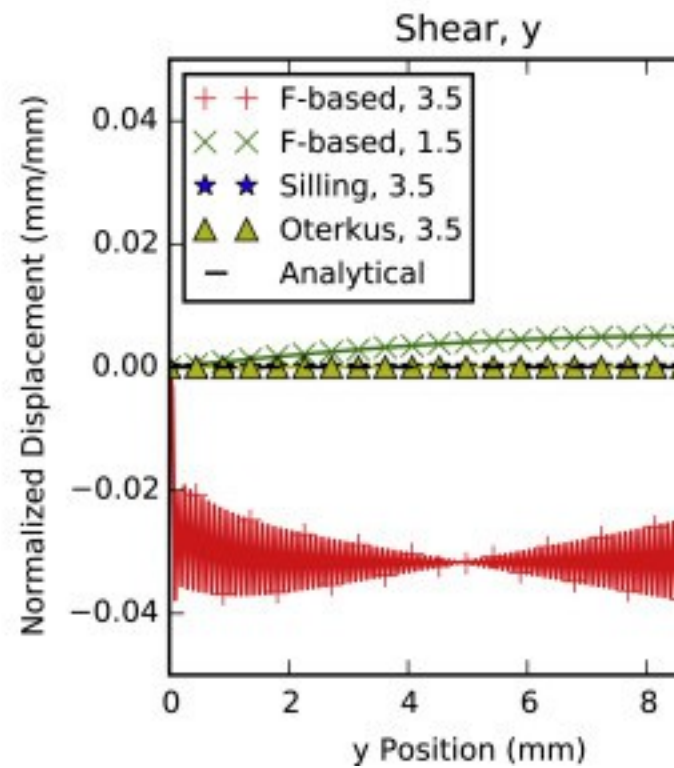 Shear, y
F-based, 3.5
F-based, 1.5
Silling, 3.5
Oterkus, 3.5
Analytical
Normalized Displacement (mm/mm)
0.04
0.02
0.00
−0.02
−0.04
0 2 4 6 8
y Position (mm)